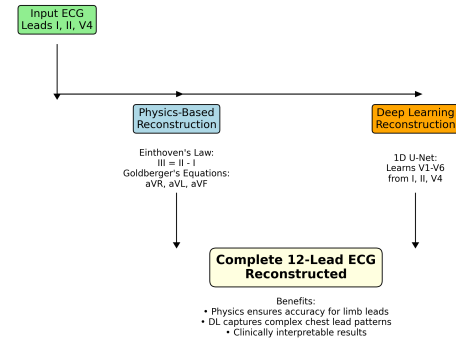 Input ECG
Leads I, II, V4
Physics-Based
Reconstruction
Deep Learning
Reconstruction
Einthoven's Law:
III = II - I
Goldberger's Equations:
aVR, aVL, aVF
1D U-Net:
Learns V1-V6
from I, II, V4
Complete 12-Lead ECG
Reconstructed
Benefits:
• Physics ensures accuracy for limb leads
• DL captures complex chest lead patterns
• Clinically interpretable results